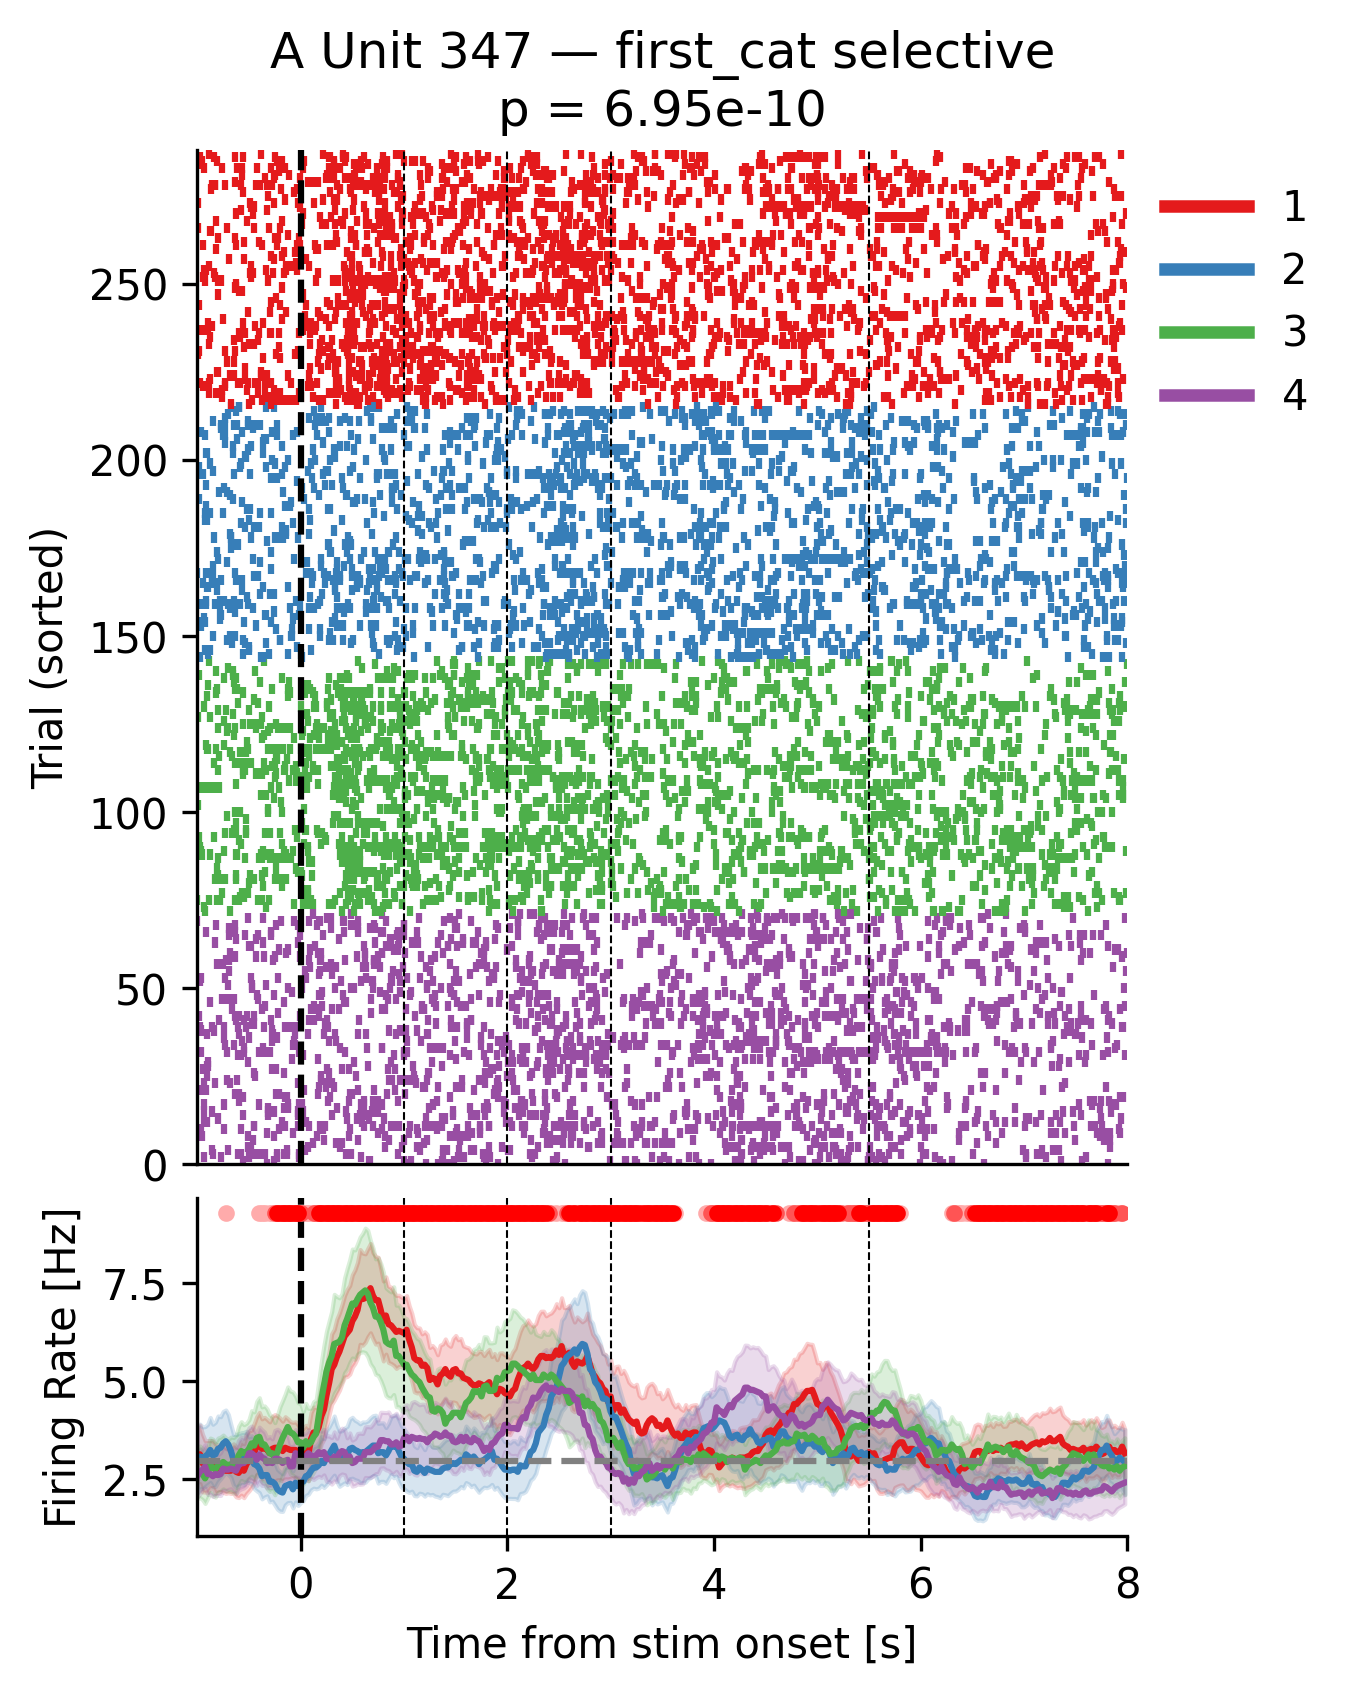 A Unit 347 — first_cat selective
p = 6.95e-10
1
2
3
4
Trial (sorted)
250
200
150
100
50
0
Firing Rate [Hz]
7.5
5.0
2.5
0 2 4 6 8
Time from stim onset [s]